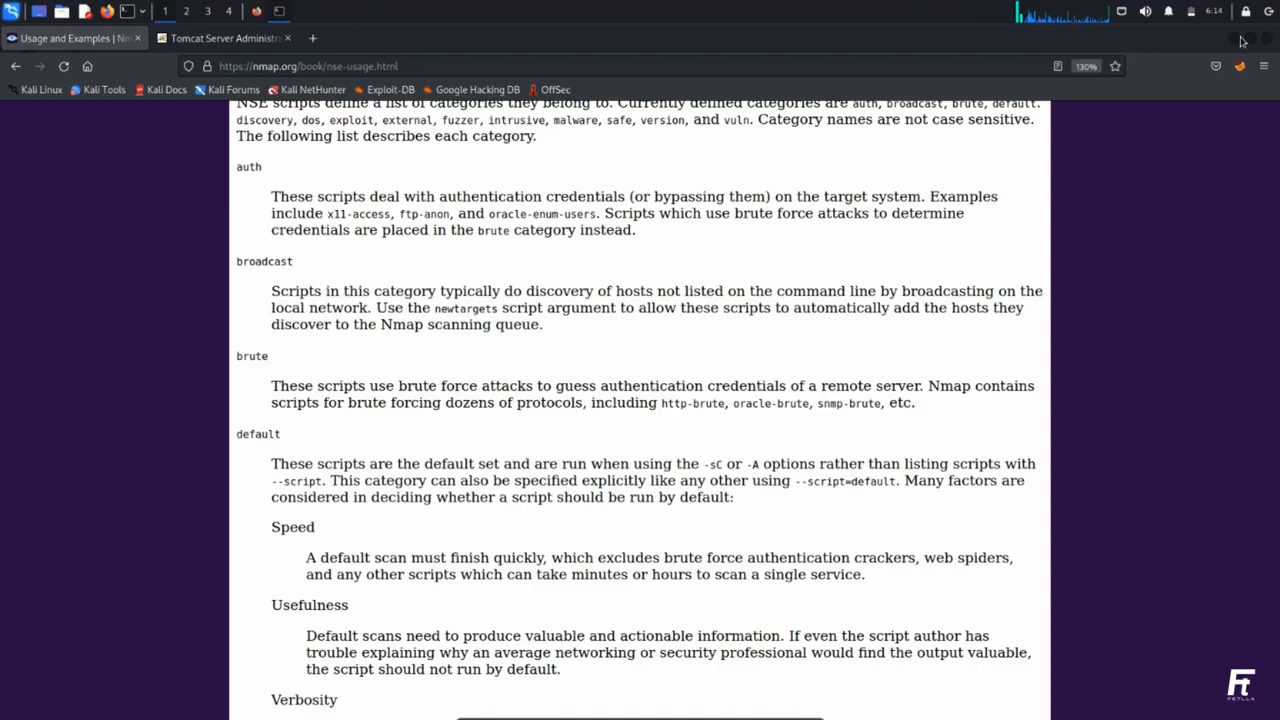 1 2 3 4 6:14
Usage and Examples | Nm Tomcat Server Administra
https://nmap.org/book/nse-usage.html 130%
Kali Linux Kali Tools Kali Docs Kali Forums Kali NetHunter Exploit-DB Google Hacking DB OffSec
NSE scripts define a list of categories they belong to. Currently defined categories are auth, broadcast, brute, default.
discovery, dos, exploit, external, fuzzer, intrusive, malware, safe, version, and vuln. Category names are not case sensitive.
The following list describes each category.
auth
These scripts deal with authentication credentials (or bypassing them) on the target system. Examples
include x11-access, ftp-anon, and oracle-enum-users. Scripts which use brute force attacks to determine
credentials are placed in the brute category instead.
broadcast
Scripts in this category typically do discovery of hosts not listed on the command line by broadcasting on the
local network. Use the newtargets script argument to allow these scripts to automatically add the hosts they
discover to the Nmap scanning queue.
brute
These scripts use brute force attacks to guess authentication credentials of a remote server. Nmap contains
scripts for brute forcing dozens of protocols, including http-brute, oracle-brute, snmp-brute, etc.
default
These scripts are the default set and are run when using the -sC or -A options rather than listing scripts with
--script. This category can also be specified explicitly like any other using --script=default. Many factors are
considered in deciding whether a script should be run by default:
Speed
A default scan must finish quickly, which excludes brute force authentication crackers, web spiders,
and any other scripts which can take minutes or hours to scan a single service.
Usefulness
Default scans need to produce valuable and actionable information. If even the script author has
trouble explaining why an average networking or security professional would find the output valuable,
the script should not run by default.
Verbosity
Ft
FETLLA